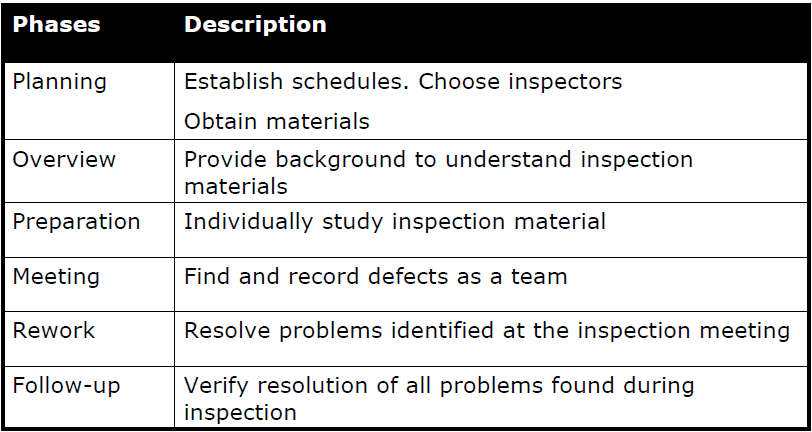 Phases Description
Planning Establish schedules. Choose inspectors
Obtain materials
Overview Provide background to understand inspection
materials
Preparation Individually study inspection material
Meeting Find and record defects as a team
Rework Resolve problems identified at the inspection meeting
Follow-up Verify resolution of all problems found during
inspection